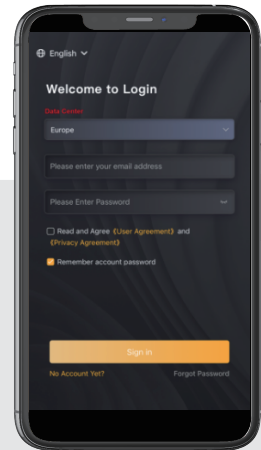 English
Welcome to Login
Data Center
Europe
Please enter your email address
Please Enter Password
Read and Agree 《User Agreement》 and
《Privacy Agreement》
Remember account password
Sign in
No Account Yet?
Forgot Password